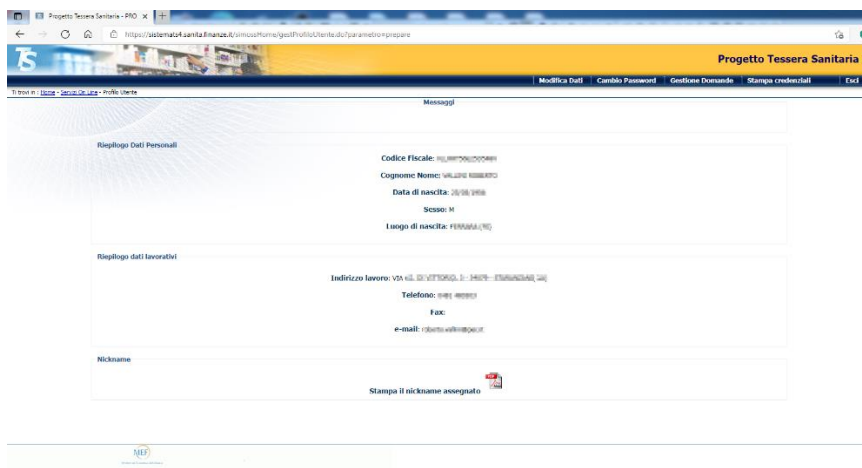 Progetto Tessera Sanitaria - PRO
https://sistemats4.sanita.finanze.it/simossHome/gestProfiloUtente.do?parametro=prepare
TS
Progetto Tessera Sanitaria
Modifica Dati Cambio Password Gestione Domande Stampa credenziali Esci
Ti trovi in : Home - Servizi On Line - Profilo Utente
Messaggi
Riepilogo Dati Personali
Codice Fiscale:
Cognome Nome:
Data di nascita:
Sesso: M
Luogo di nascita:
Riepilogo dati lavorativi
Indirizzo lavoro: VIA
Telefono:
Fax:
e-mail:
Nickname
Stampa il nickname assegnato
MEF